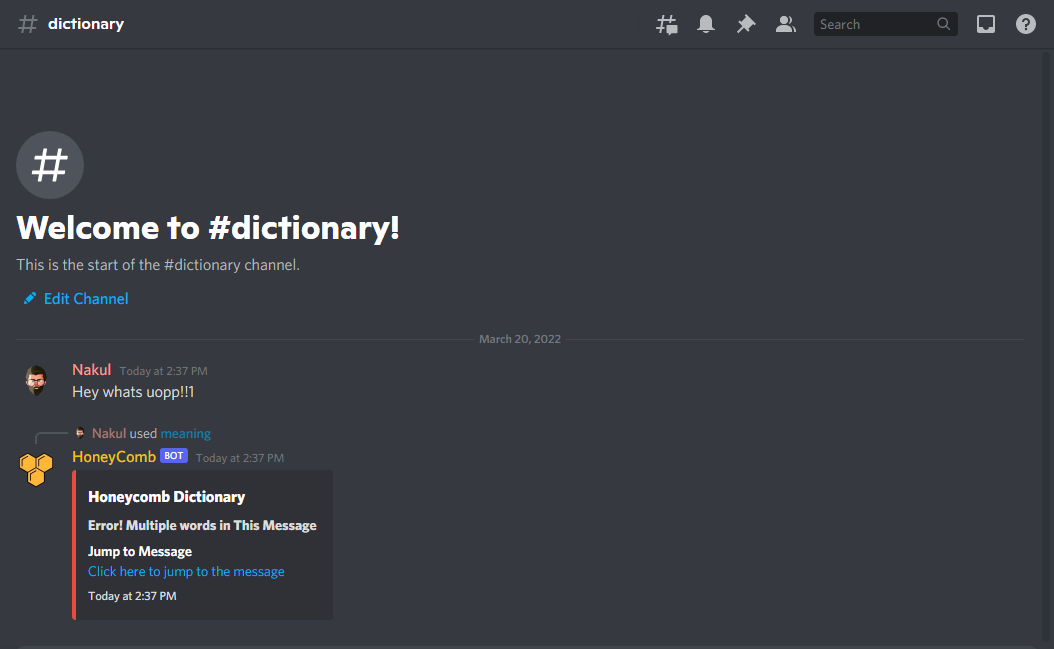 dictionary
Search
Welcome to #dictionary!
This is the start of the #dictionary channel.
Edit Channel
March 20, 2022
Nakul Today at 2:37 PM
Hey whats uopp!!1
Nakul used meaning
HoneyComb BOT Today at 2:37 PM
Honeycomb Dictionary
Error! Multiple words in This Message
Jump to Message
Click here to jump to the message
Today at 2:37 PM